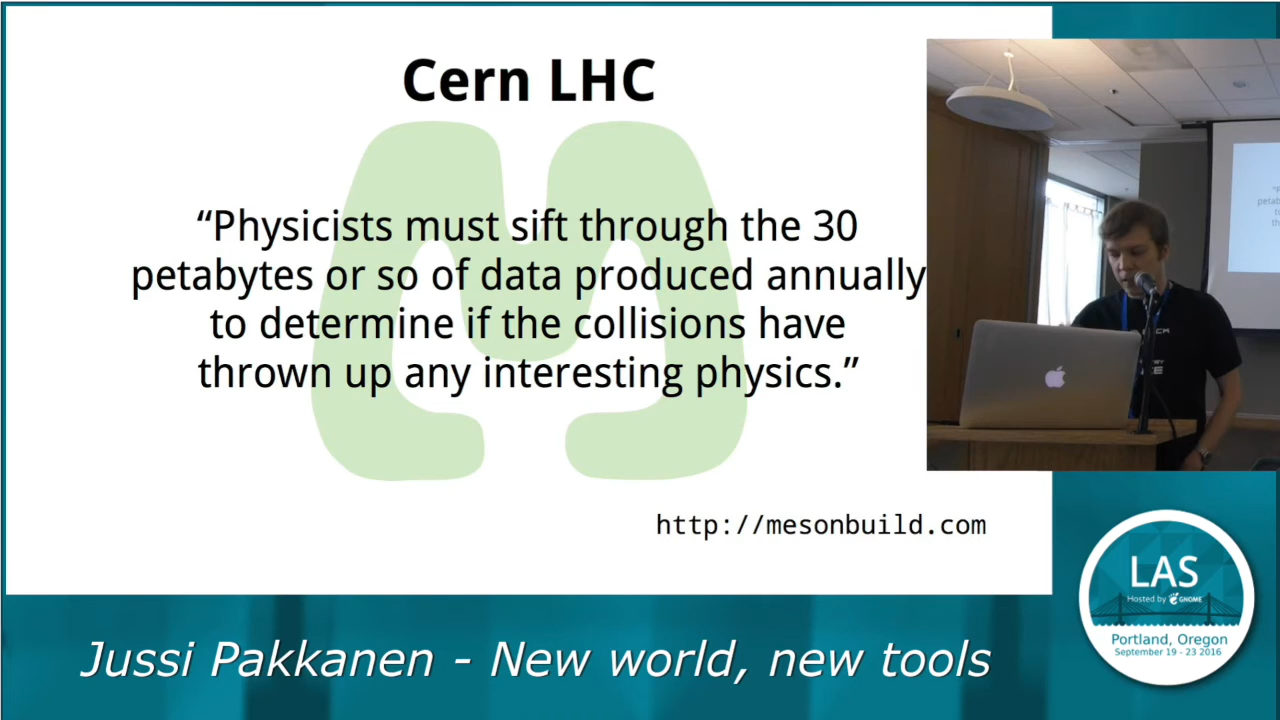 Cern LHC
“Physicists must sift through the 30
petabytes or so of data produced annually
to determine if the collisions have
thrown up any interesting physics.”
http://mesonbuild.com
LAS
Hosted by GNOME
Portland, Oregon
September 19 - 23 2016
Jussi Pakkanen - New world, new tools